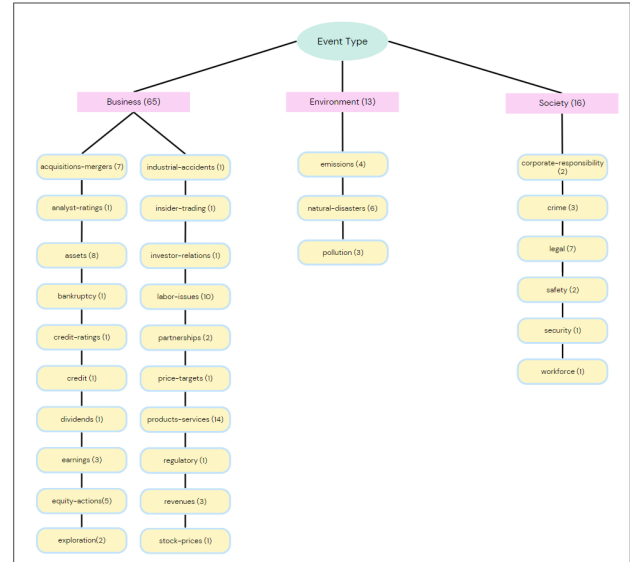 Event Type
Business (65)
Environment (13)
Society (16)
acquisitions-mergers (7)
analyst-ratings (1)
assets (8)
bankruptcy (1)
credit-ratings (1)
credit (1)
dividends (1)
earnings (3)
equity-actions(5)
exploration(2)
industrial-accidents (1)
insider-trading (1)
investor-relations (1)
labor-issues (10)
partnerships (2)
price-targets (1)
products-services (14)
regulatory (1)
revenues (3)
stock-prices (1)
emissions (4)
natural-disasters (6)
pollution (3)
corporate-responsibility
(2)
crime (3)
legal (7)
safety (2)
security (1)
workforce (1)